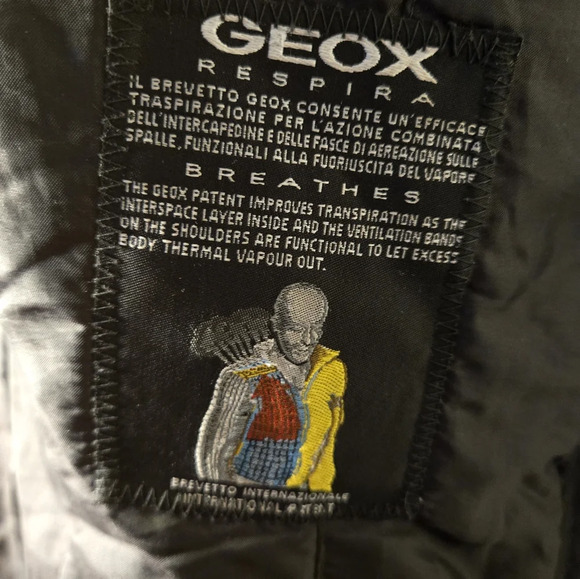 GEOX
RESPIRA
IL BREVETTO GEOX CONSENTE UN'EFFICACE
TRASPIRAZIONE PER L'AZIONE COMBINATA
DELL'INTERCAPEDINE E DELLE FASCE DI AEREAZIONE SULLE
SPALLE, FUNZIONALI ALLA FUORIUSCITA DEL VAPORE
BREATHES
THE GEOX PATENT IMPROVES TRANSPIRATION AS THE
INTERSPACE LAYER INSIDE AND THE VENTILATION BANDS
ON THE SHOULDERS ARE FUNCTIONAL TO LET EXCESS
BODY THERMAL VAPOUR OUT.
BREVETTO INTERNAZIONALE
INTERNATIONAL PATENT